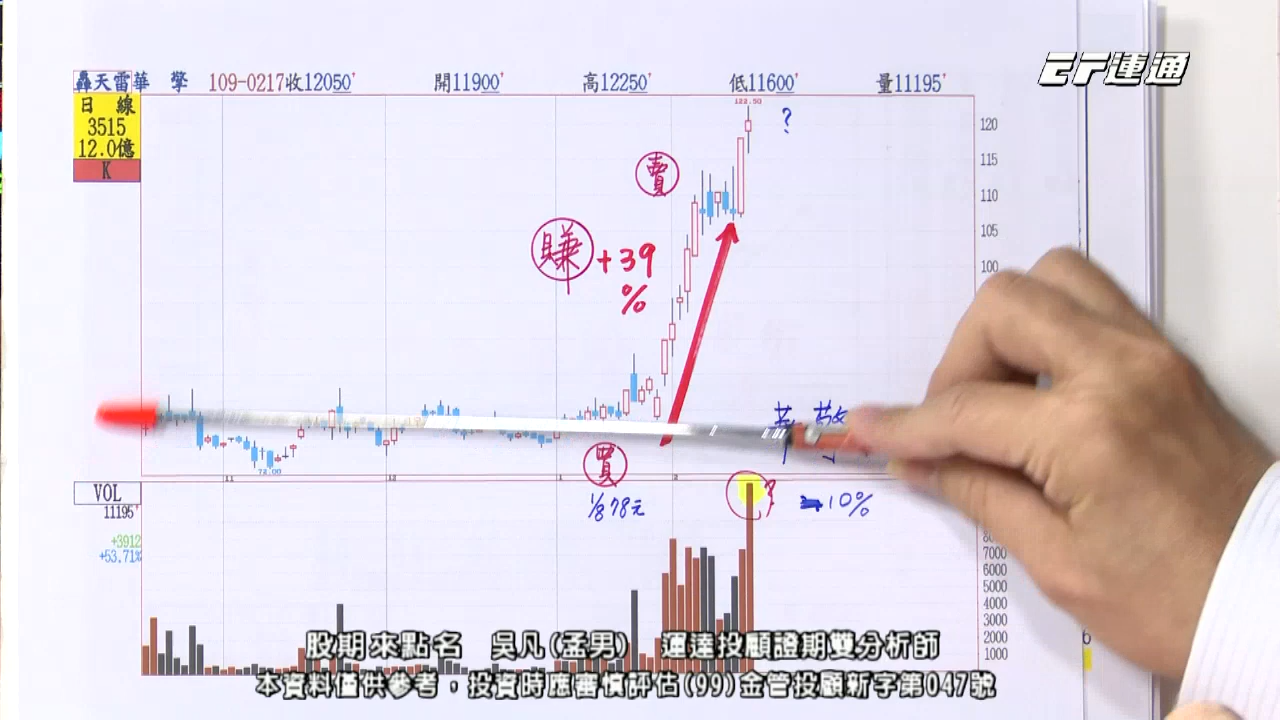 運通
轟天雷華 擎 109-0217收12050 開11900 高12250 低11600 量11195
日 線
3515
12.0億
K
122.50
120
115
110
105
100
?
賣
賺 +39
%
72.00
11
12
1
2
買
1/8 78元
?
10%
VOL
11195
+3912
+53.71%
7000
6000
5000
4000
3000
2000
1000
股期來點名 吳凡(孟男) 運達投顧證期雙分析師
本資料僅供參考，投資時應審慎評估(99)金管投顧新字第047號